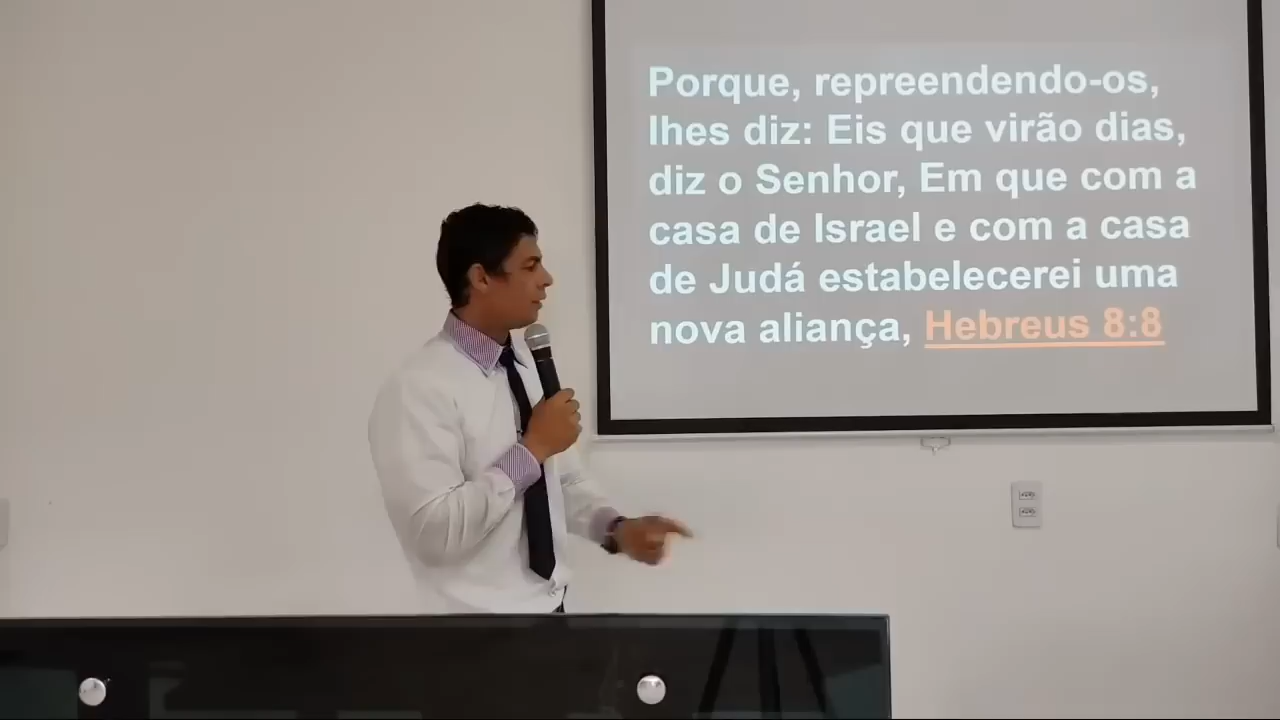 Porque, repreendendo-os,
lhes diz: Eis que virão dias,
diz o Senhor, Em que com a
casa de Israel e com a casa
de Judá estabelecerei uma
nova aliança, Hebreus 8:8